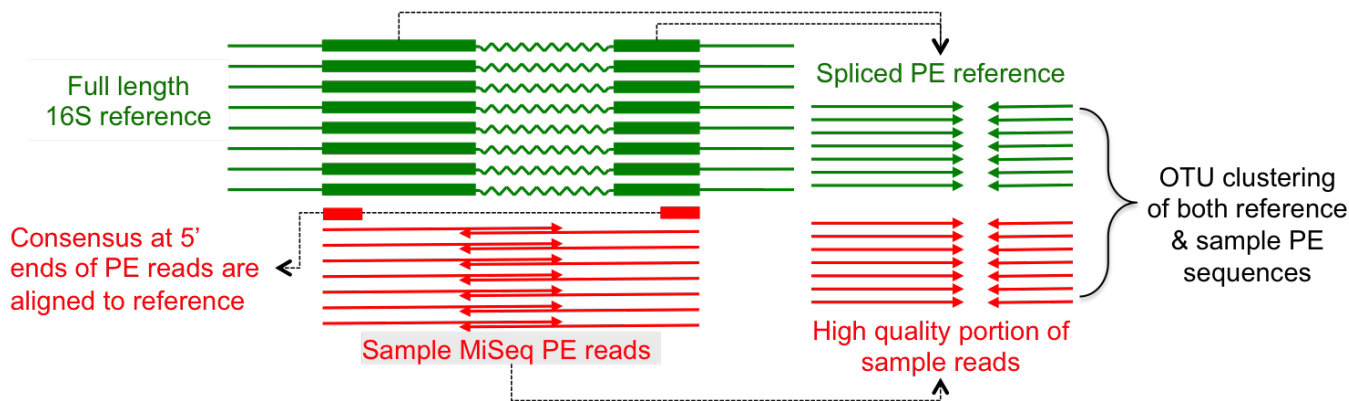 Full length
16S reference
Spliced PE reference
OTU clustering
of both reference
& sample PE
sequences
Consensus at 5’
ends of PE reads are
aligned to reference
Sample MiSeq PE reads
High quality portion of
sample reads